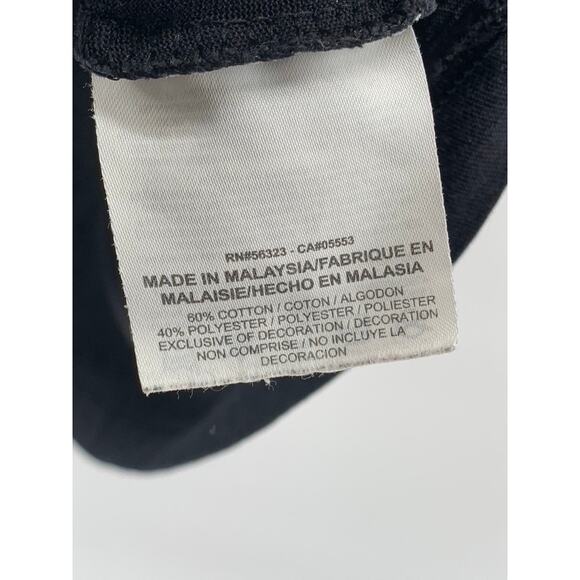 RN#56323 - CA#05553
MADE IN MALAYSIA/FABRIQUE EN
MALAISIE/HECHO EN MALASIA
60% COTTON / COTON / ALGODON
40% POLYESTER / POLYESTER / POLIESTER
EXCLUSIVE OF DECORATION / DECORATION
NON COMPRISE / NO INCLUYE LA
DECORACION